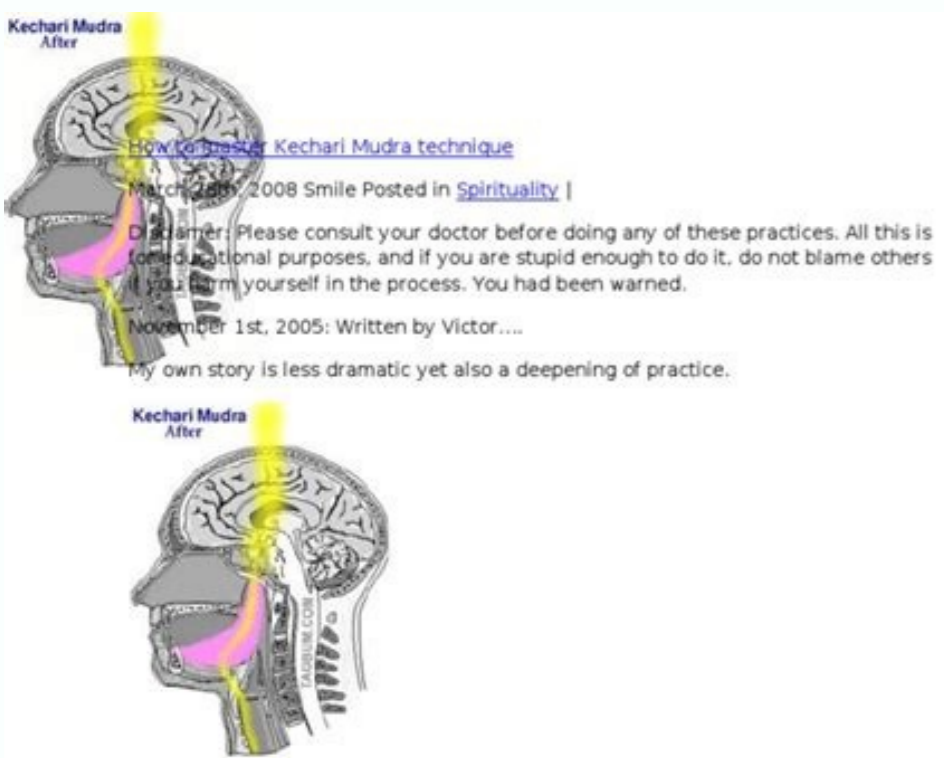 Kechari Mudra
After
How to master Kechari Mudra technique
March 28th, 2008 Smile Posted in Spirituality |
Disclaimer: Please consult your doctor before doing any of these practices. All this is
for educational purposes, and if you are stupid enough to do it, do not blame others
if you harm yourself in the process. You had been warned.
November 1st, 2005: Written by Victor....
My own story is less dramatic yet also a deepening of practice.
Kechari Mudra
After
TAOBUM.COM